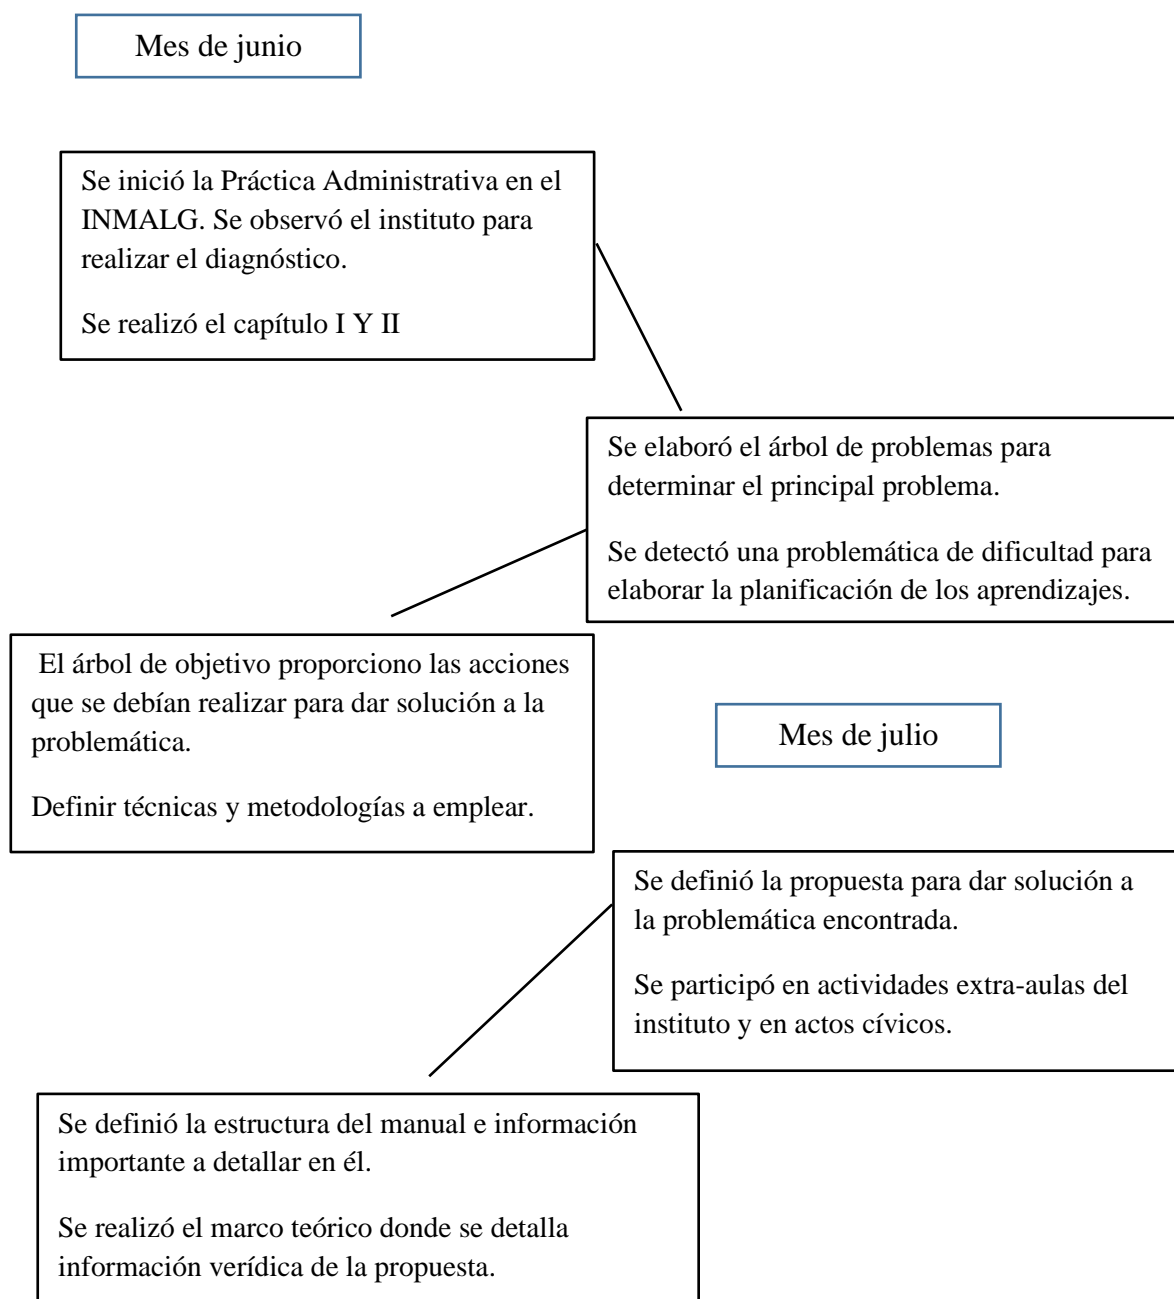 Mes de junio
Se inició la Práctica Administrativa en el
INMALG. Se observó el instituto para
realizar el diagnóstico.
Se realizó el capítulo I Y II
Se elaboró el árbol de problemas para
determinar el principal problema.
Se detectó una problemática de dificultad para
elaborar la planificación de los aprendizajes.
El árbol de objetivo proporciono las acciones
que se debían realizar para dar solución a la
problemática.
Definir técnicas y metodologías a emplear.
Mes de julio
Se definió la propuesta para dar solución a
la problemática encontrada.
Se participó en actividades extra-aulas del
instituto y en actos cívicos.
Se definió la estructura del manual e información
importante a detallar en él.
Se realizó el marco teórico donde se detalla
información verídica de la propuesta.